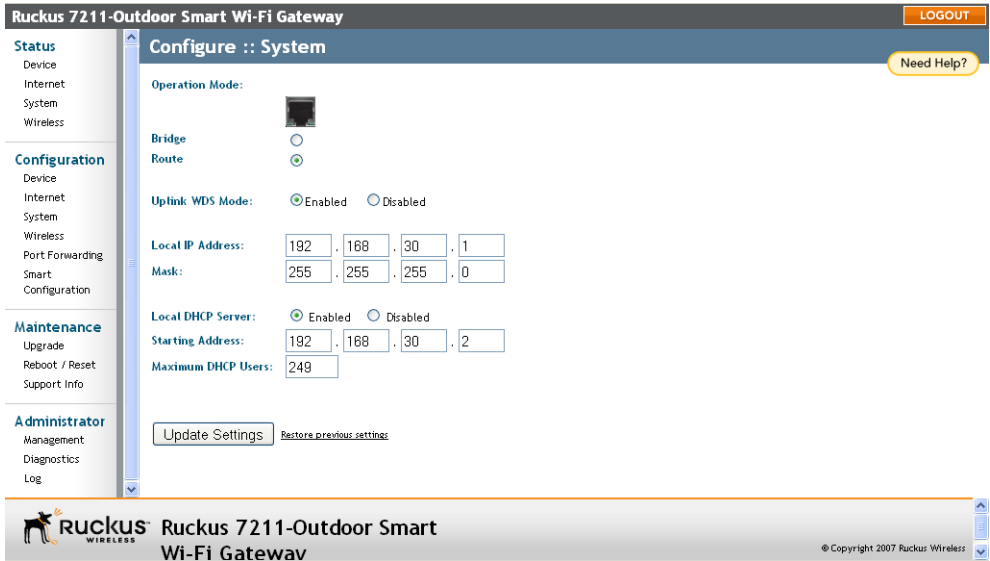 Ruckus 7211-Outdoor Smart Wi-Fi Gateway
LOGOUT
Status
Device
Internet
System
Wireless
Configuration
Device
Internet
System
Wireless
Port Forwarding
Smart
Configuration
Maintenance
Upgrade
Reboot / Reset
Support Info
Administrator
Management
Diagnostics
Log
Configure :: System
Need Help?
Operation Mode:
Bridge
Route
Uplink WDS Mode: Enabled Disabled
Local IP Address: 192 . 168 . 30 . 1
Mask: 255 . 255 . 255 . 0
Local DHCP Server: Enabled Disabled
Starting Address: 192 . 168 . 30 . 2
Maximum DHCP Users: 249
Update Settings Restore previous settings
Ruckus WIRELESS
Ruckus 7211-Outdoor Smart
Wi-Fi Gateway
© Copyright 2007 Ruckus Wireless